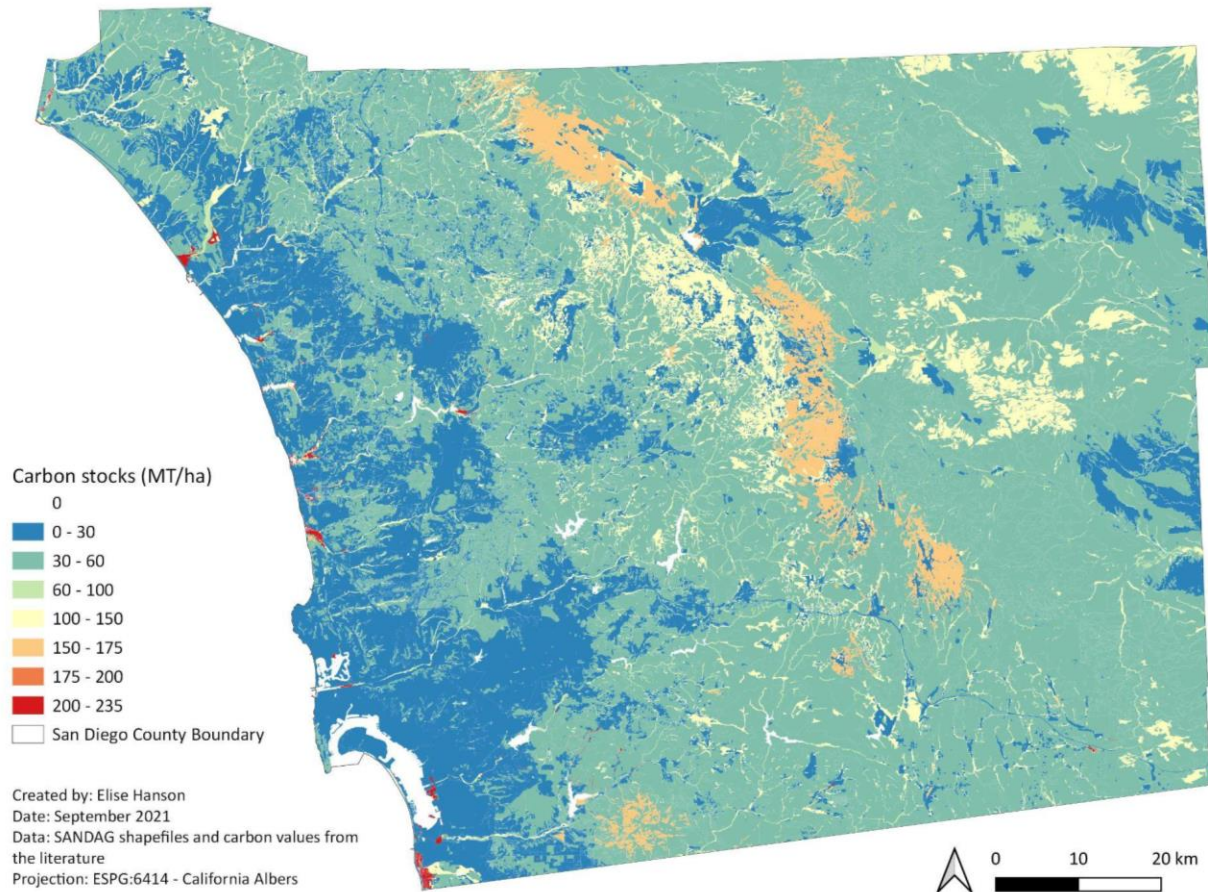 Carbon stocks (MT/ha)
0
0 - 30
30 - 60
60 - 100
100 - 150
150 - 175
175 - 200
200 - 235
San Diego County Boundary
Created by: Elise Hanson
Date: September 2021
Data: SANDAG shapefiles and carbon values from
the literature
Projection: ESPG:6414 - California Albers
0 10 20 km